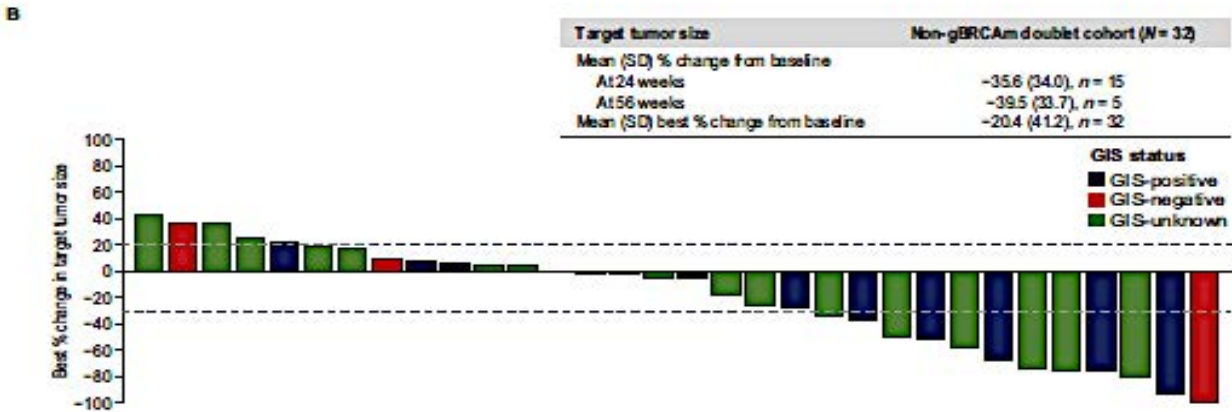 B
Target tumor size Non-gBRCAm doublet cohort (N = 32)
Mean (SD) % change from baseline
At 24 weeks −35.6 (34.0), n = 15
At 56 weeks −39.5 (33.7), n = 5
Mean (SD) best % change from baseline −20.4 (41.2), n = 32
GIS status
GIS-positive
GIS-negative
GIS-unknown
Best % change in target tumor size
100
80
60
40
20
0
−20
−40
−60
−80
−100